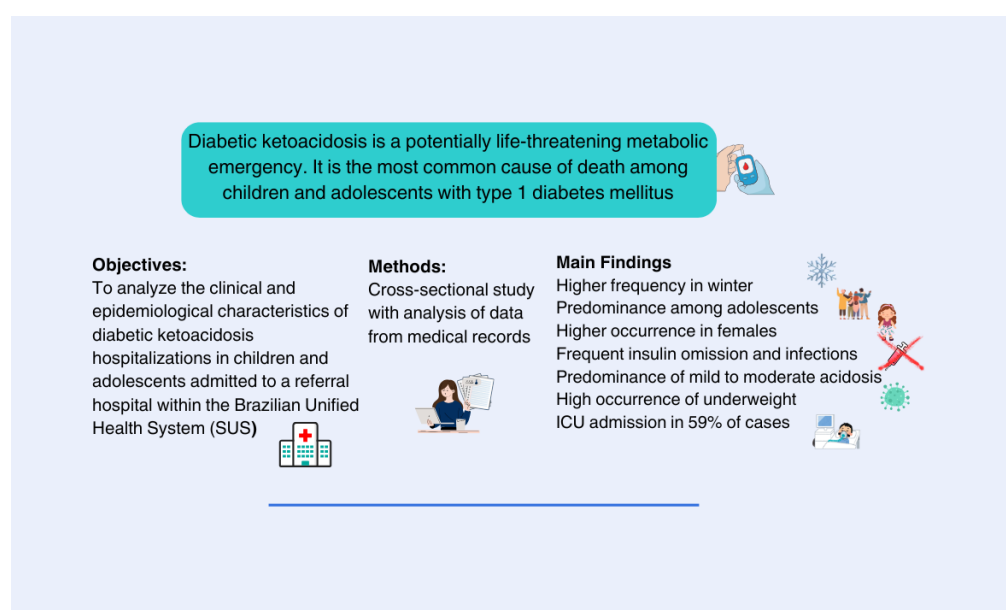 Diabetic ketoacidosis is a potentially life-threatening metabolic
emergency. It is the most common cause of death among
children and adolescents with type 1 diabetes mellitus
Objectives:
To analyze the clinical and
epidemiological characteristics of
diabetic ketoacidosis
hospitalizations in children and
adolescents admitted to a referral
hospital within the Brazilian Unified
Health System (SUS)
Methods:
Cross-sectional study
with analysis of data
from medical records
Main Findings
Higher frequency in winter
Predominance among adolescents
Higher occurrence in females
Frequent insulin omission and infections
Predominance of mild to moderate acidosis
High occurrence of underweight
ICU admission in 59% of cases